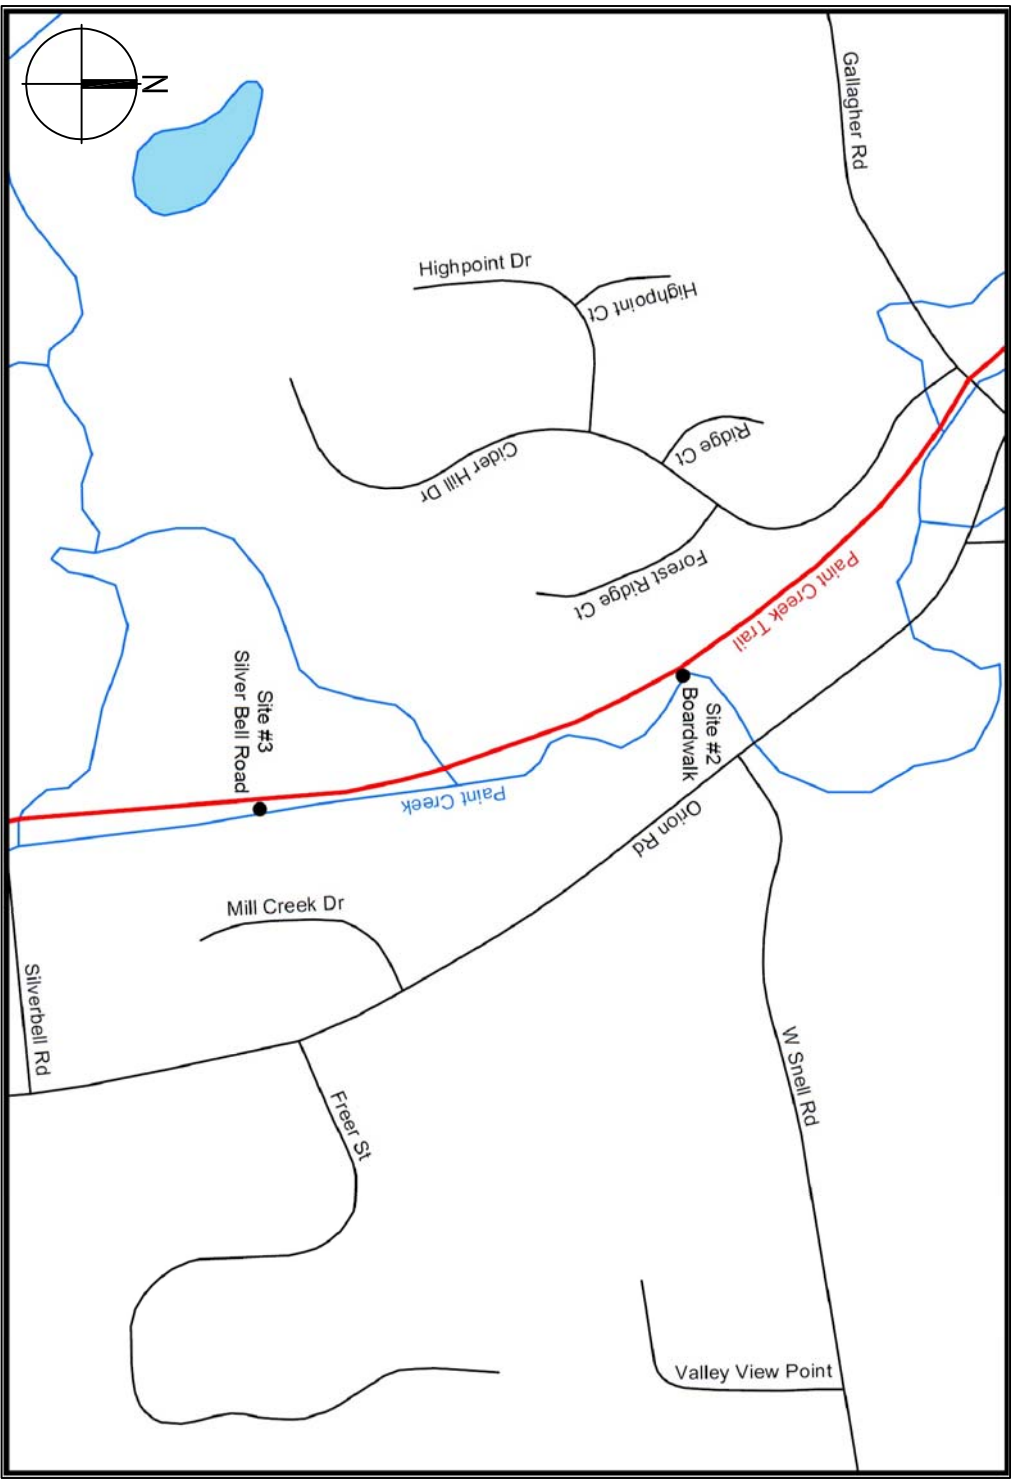 N
Gallagher Rd
Highpoint Dr
Highpoint Ct
Ridge Ct
Cider Hill Dr
Forest Ridge Ct
Paint Creek Trail
Site #2
Boardwalk
Site #3
Silver Bell Road
Paint Creek
Orion Rd
Mill Creek Dr
Silverbell Rd
W Snell Rd
Freer St
Valley View Point